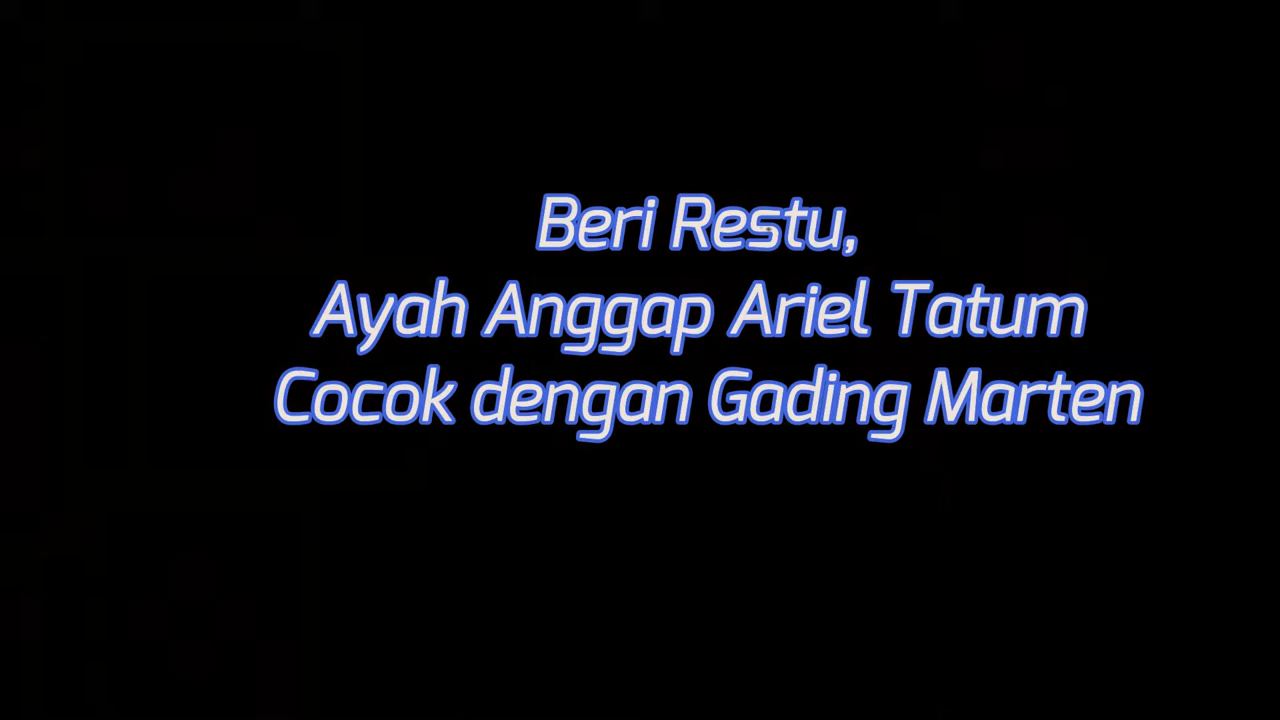 Beri Restu,
Ayah Anggap Ariel Tatum
Cocok dengan Gading Marten